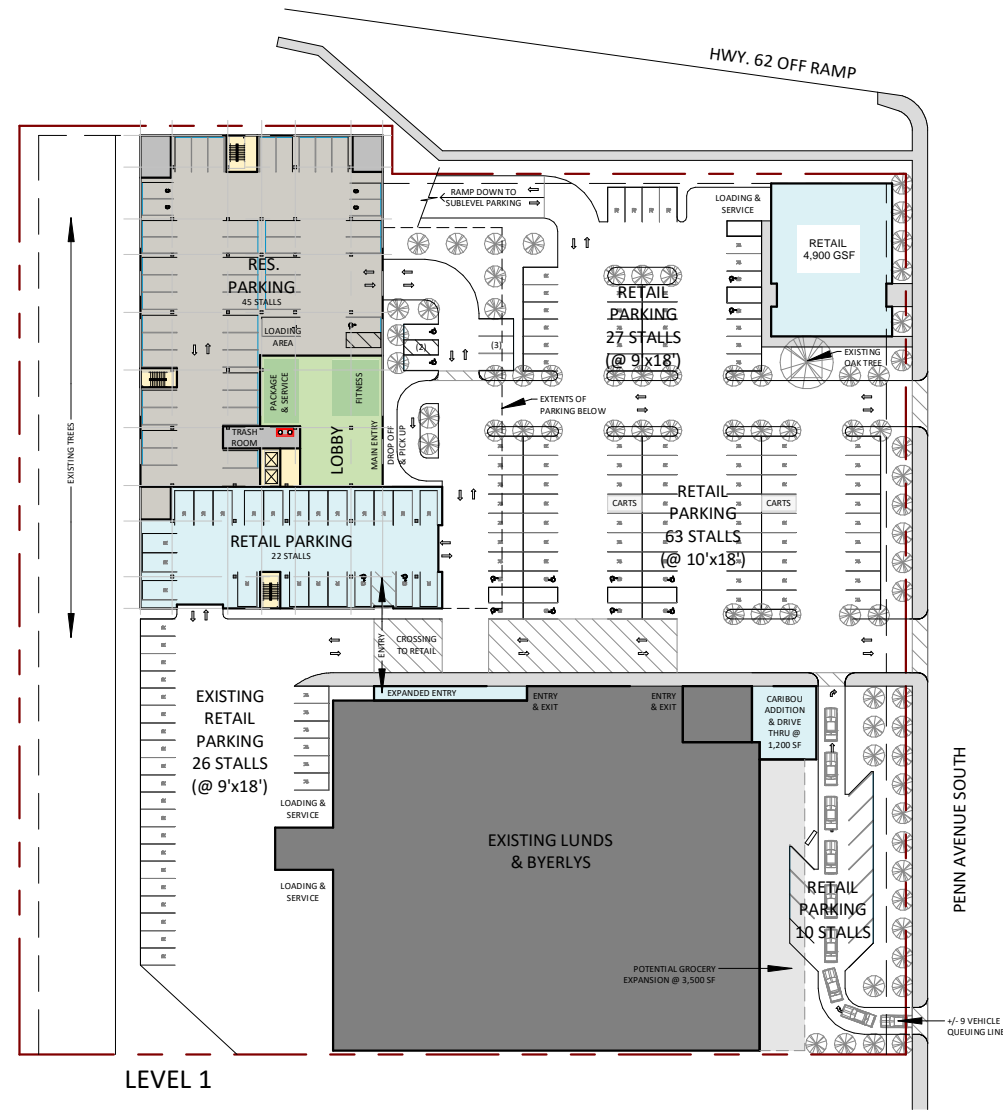 HWY. 62 OFF RAMP
RAMP DOWN TO
SUBLEVEL PARKING
LOADING &
SERVICE
RETAIL
4,900 GSF
RES.
PARKING
45 STALLS
LOADING
AREA
RETAIL
PARKING
27 STALLS
(@ 9'x18')
(2)
(3)
EXISTING
OAK TREE
PACKAGE
& SERVICE
FITNESS
EXTENTS OF
PARKING BELOW
EXISTING TREES
TRASH
ROOM
LOBBY
MAIN ENTRY
DROP OFF
& PICK UP
CARTS
CARTS
RETAIL
PARKING
63 STALLS
(@ 10'x18')
RETAIL PARKING
22 STALLS
ENTRY
CROSSING
TO RETAIL
EXPANDED ENTRY
ENTRY
& EXIT
ENTRY
& EXIT
CARIBOU
ADDITION
& DRIVE
THRU @
1,200 SF
EXISTING
RETAIL
PARKING
26 STALLS
(@ 9'x18')
LOADING &
SERVICE
EXISTING LUNDS
& BYERLYS
LOADING &
SERVICE
RETAIL
PARKING
10 STALLS
PENN AVENUE SOUTH
POTENTIAL GROCERY
EXPANSION @ 3,500 SF
+/- 9 VEHICLE
QUEUING LINE
LEVEL 1